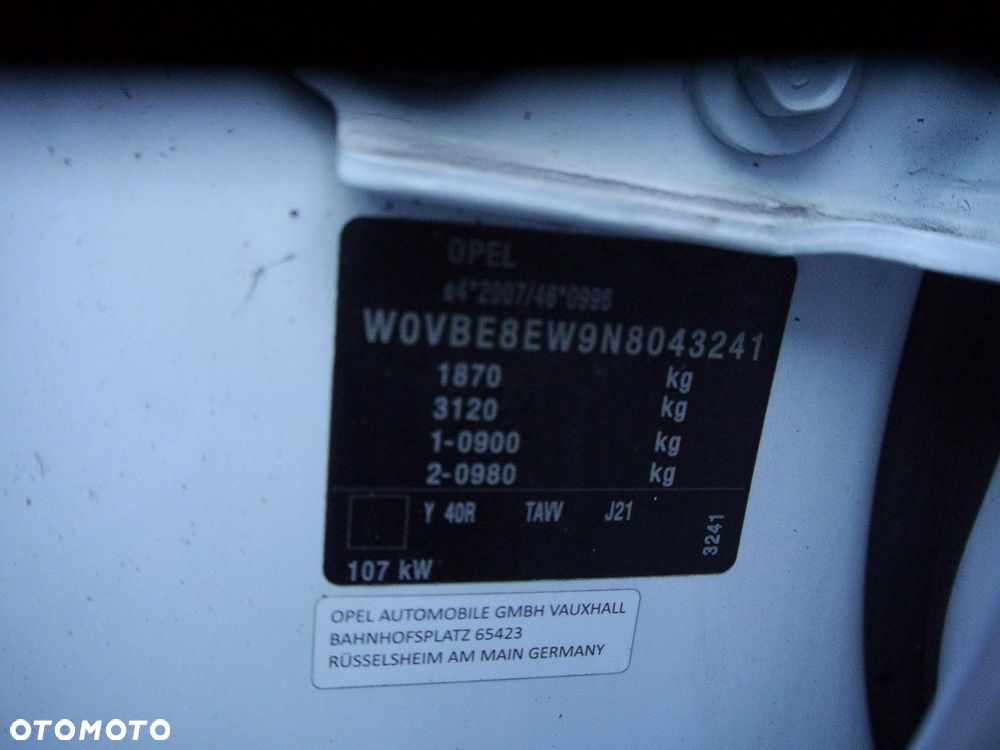 OPEL
e4*2007/46*0996
W0VBE8EW9N8043241
1870 kg
3120 kg
1-0900 kg
2-0980 kg
Y 40R TAVV J21
3241
107 kW
OPEL AUTOMOBILE GMBH VAUXHALL
BAHNHOFSPLATZ 65423
RÜSSELSHEIM AM MAIN GERMANY
OTOMOTO